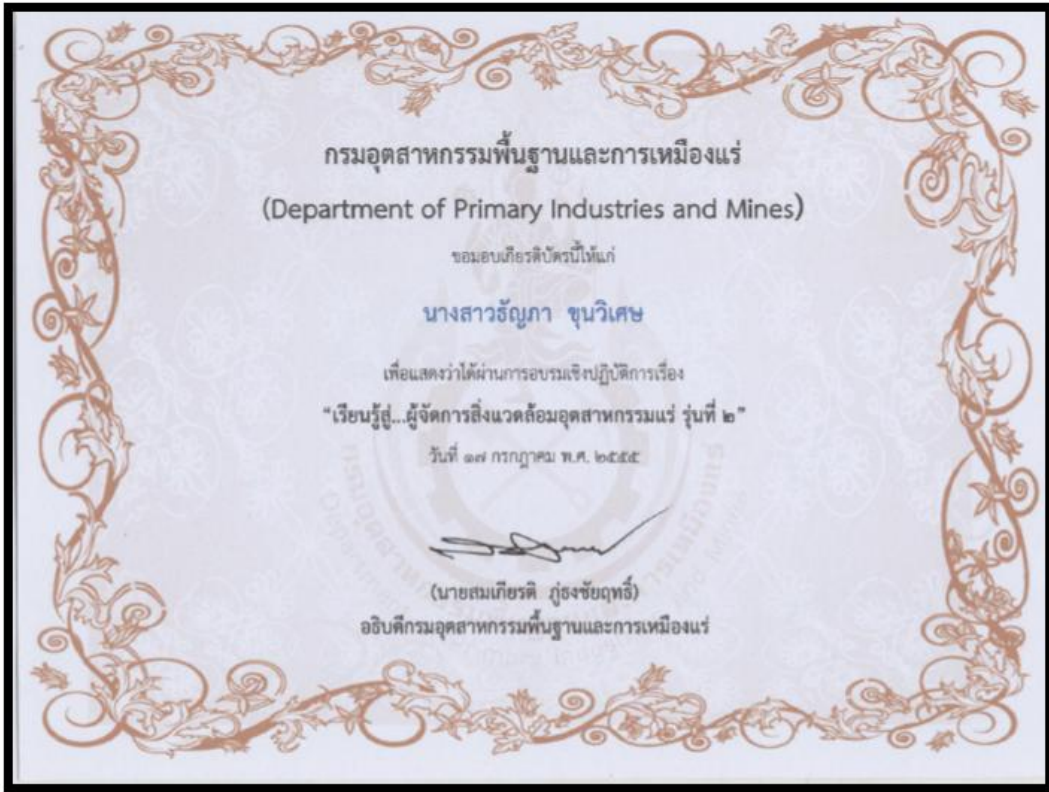 กรมอุตสาหกรรมพื้นฐานและการเหมืองแร่
(Department of Primary Industries and Mines)
ขอมอบเกียรติบัตรนี้ให้แก่
นางสาวธัญภา ขุนวิเศษ
เพื่อแสดงว่าได้ผ่านการอบรมเชิงปฏิบัติการเรื่อง
“เรียนรู้สู่...ผู้จัดการสิ่งแวดล้อมอุตสาหกรรมแร่ รุ่นที่ ๒”
วันที่ ๑๗ กรกฎาคม พ.ศ. ๒๕๕๕
(นายสมเกียรติ ภู่ธงชัยฤทธิ์)
อธิบดีกรมอุตสาหกรรมพื้นฐานและการเหมืองแร่